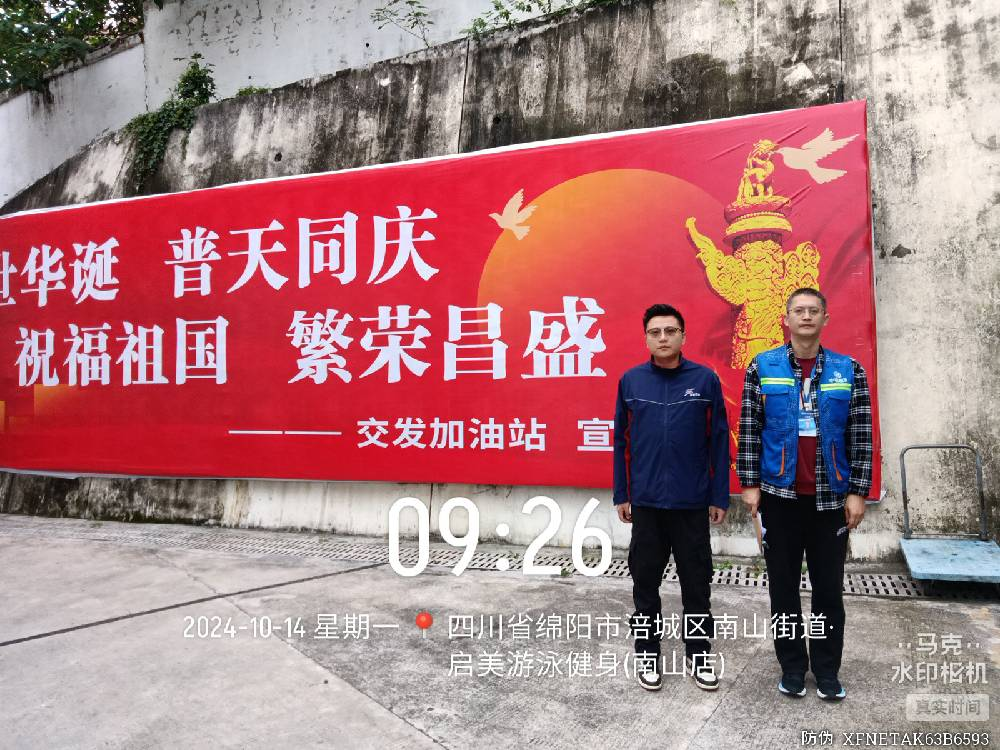 世华诞 普天同庆
祝福祖国 繁荣昌盛
—— 交发加油站 宣
09:26
2024-10-14 星期一 四川省绵阳市涪城区南山街道·
启美游泳健身(南山店)
马克
水印相机
真实时间
防伪 XFNETAK63B6593